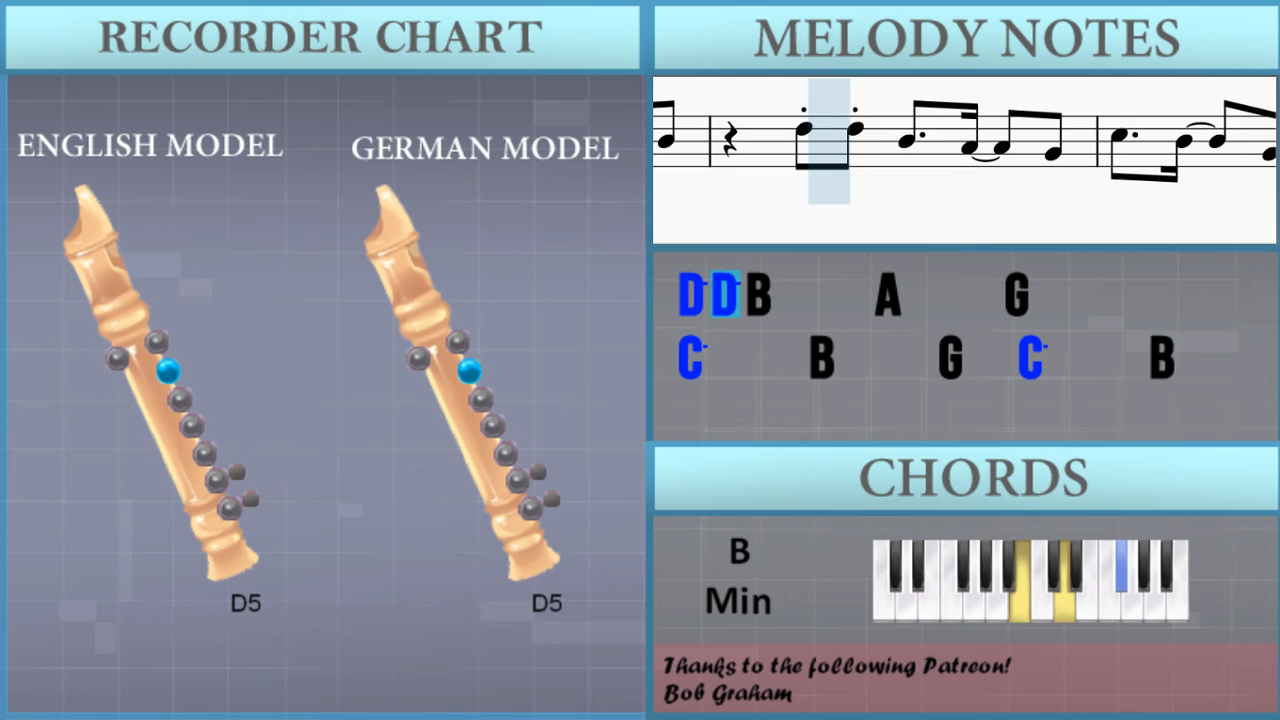 RECORDER CHART
ENGLISH MODEL
GERMAN MODEL
D5
D5
MELODY NOTES
D- D- B A G
C- B G C- B
CHORDS
B
Min
Thanks to the following Patreon!
Bob Graham